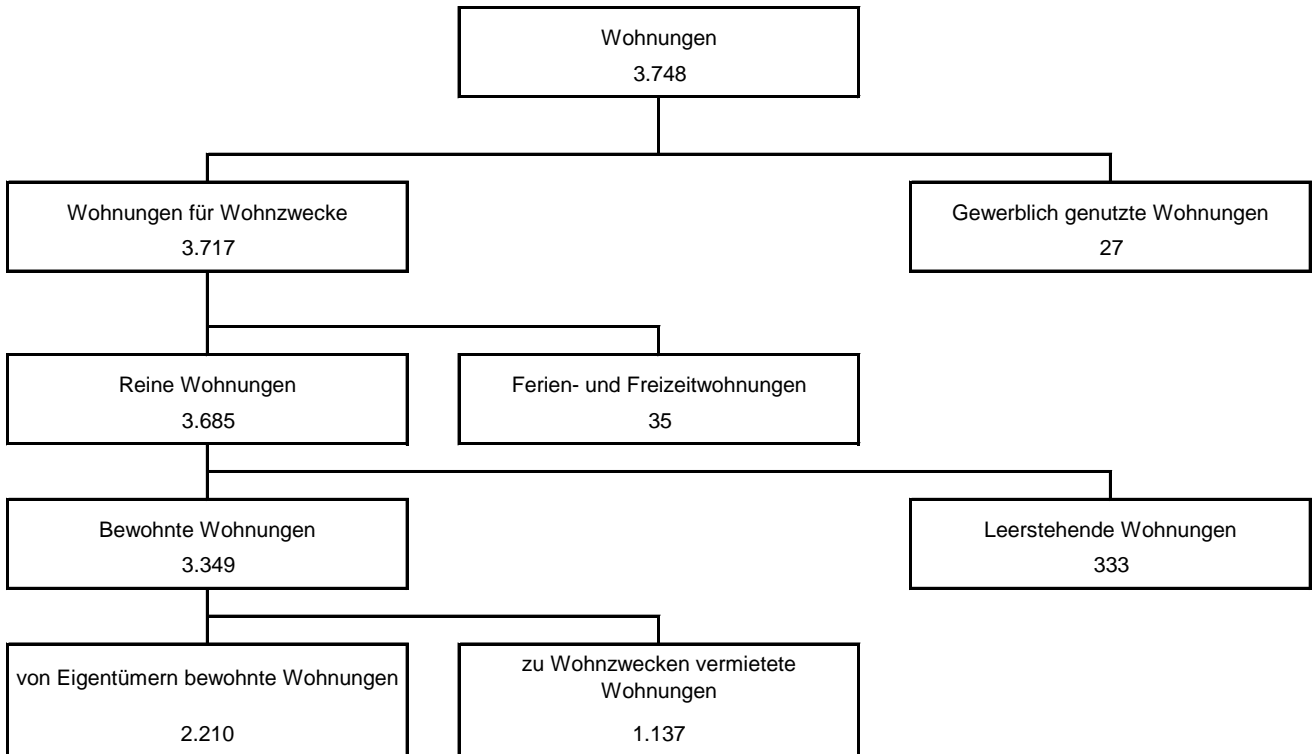 Wohnungen
3.748
Wohnungen für Wohnzwecke
3.717
Gewerblich genutzte Wohnungen
27
Reine Wohnungen
3.685
Ferien- und Freizeitwohnungen
35
Bewohnte Wohnungen
3.349
Leerstehende Wohnungen
333
von Eigentümern bewohnte Wohnungen
2.210
zu Wohnzwecken vermietete
Wohnungen
1.137